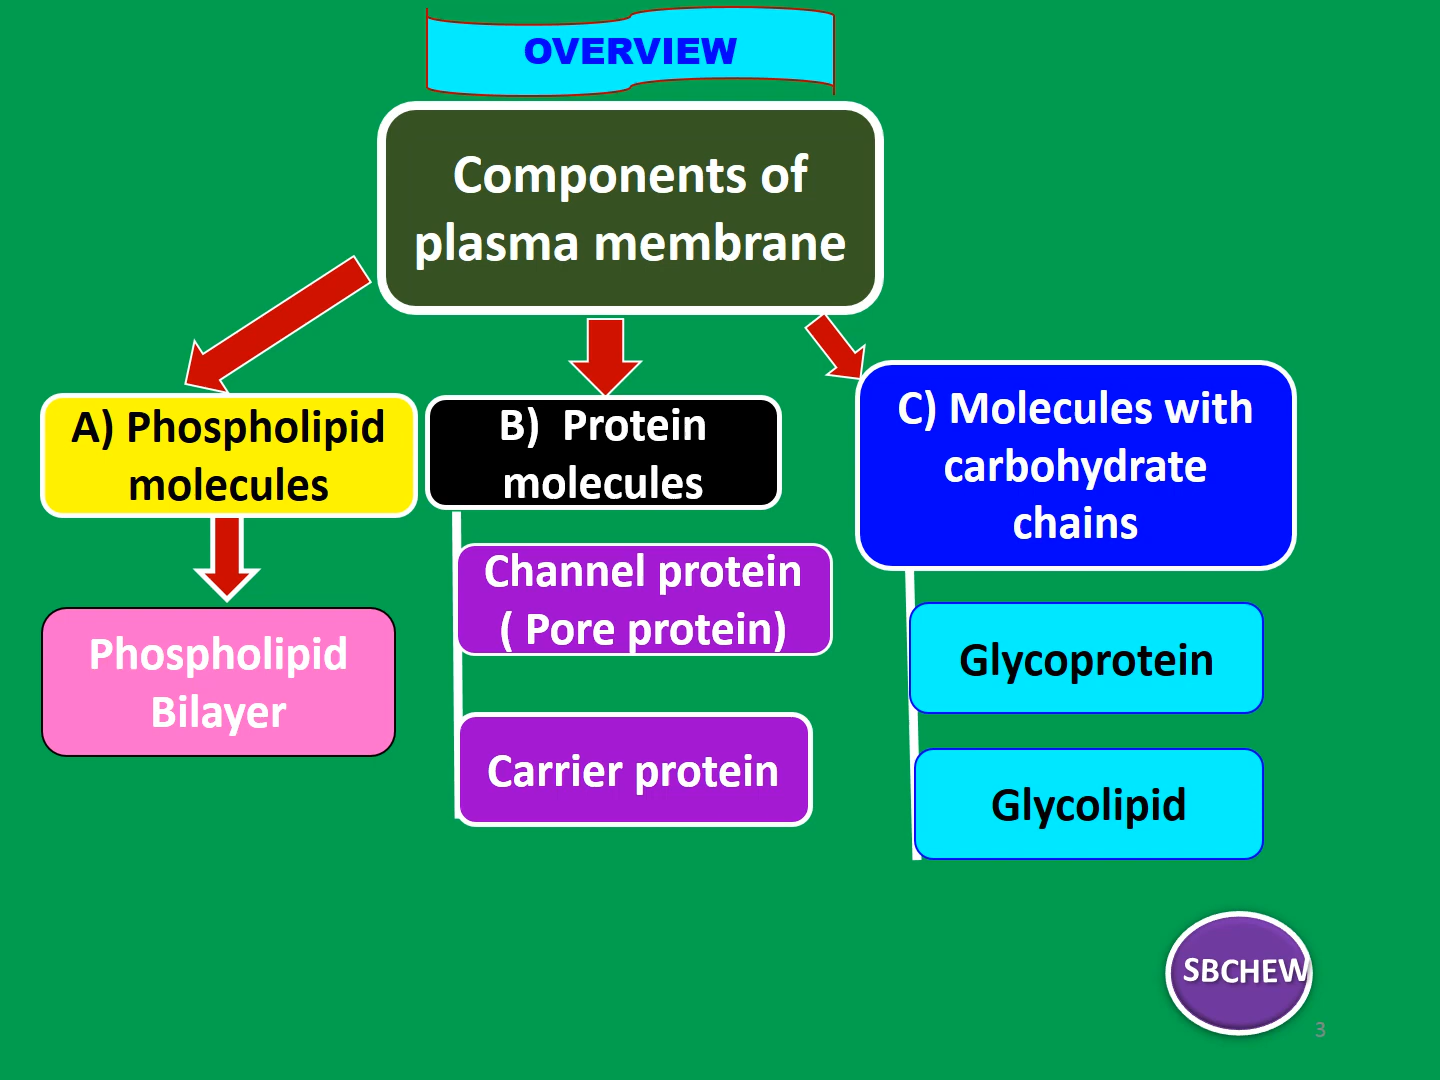 OVERVIEW
Components of
plasma membrane
A) Phospholipid
molecules
B) Protein
molecules
C) Molecules with
carbohydrate
chains
Phospholipid
Bilayer
Channel protein
( Pore protein)
Carrier protein
Glycoprotein
Glycolipid
SBCHEW
3